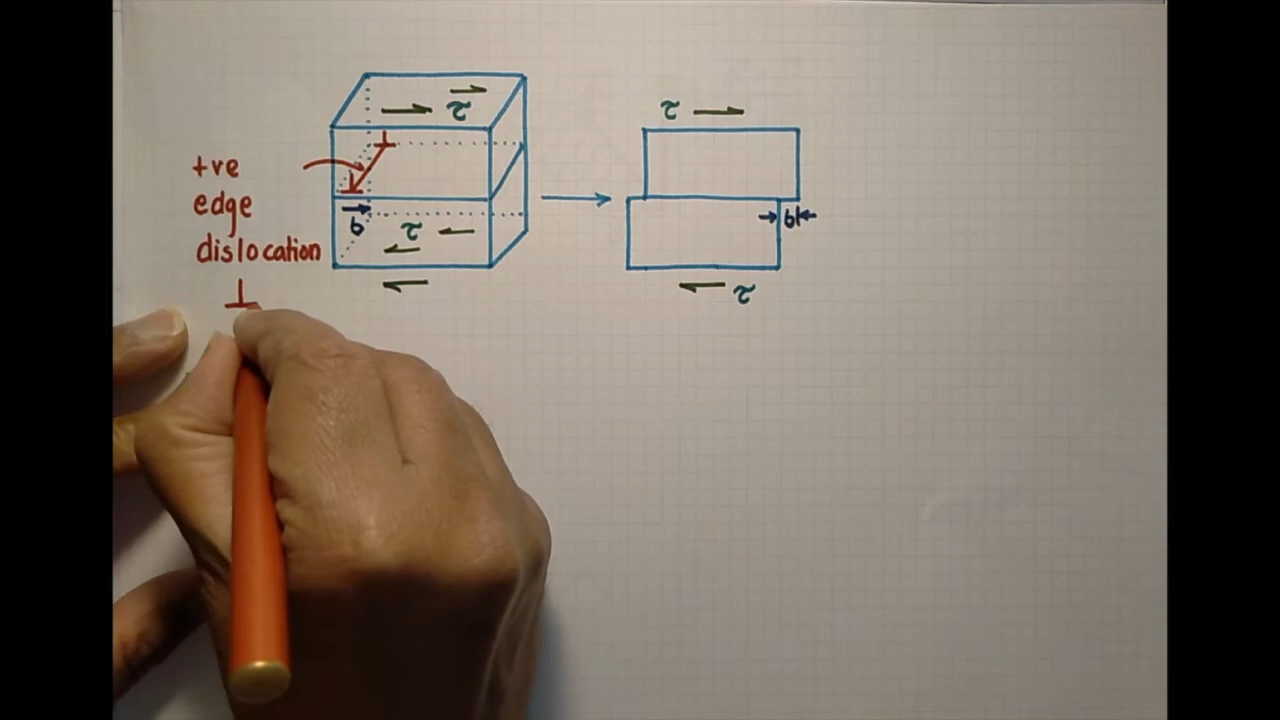 τ
+ve
edge
dislocation
⊥
b
τ
τ
b
τ